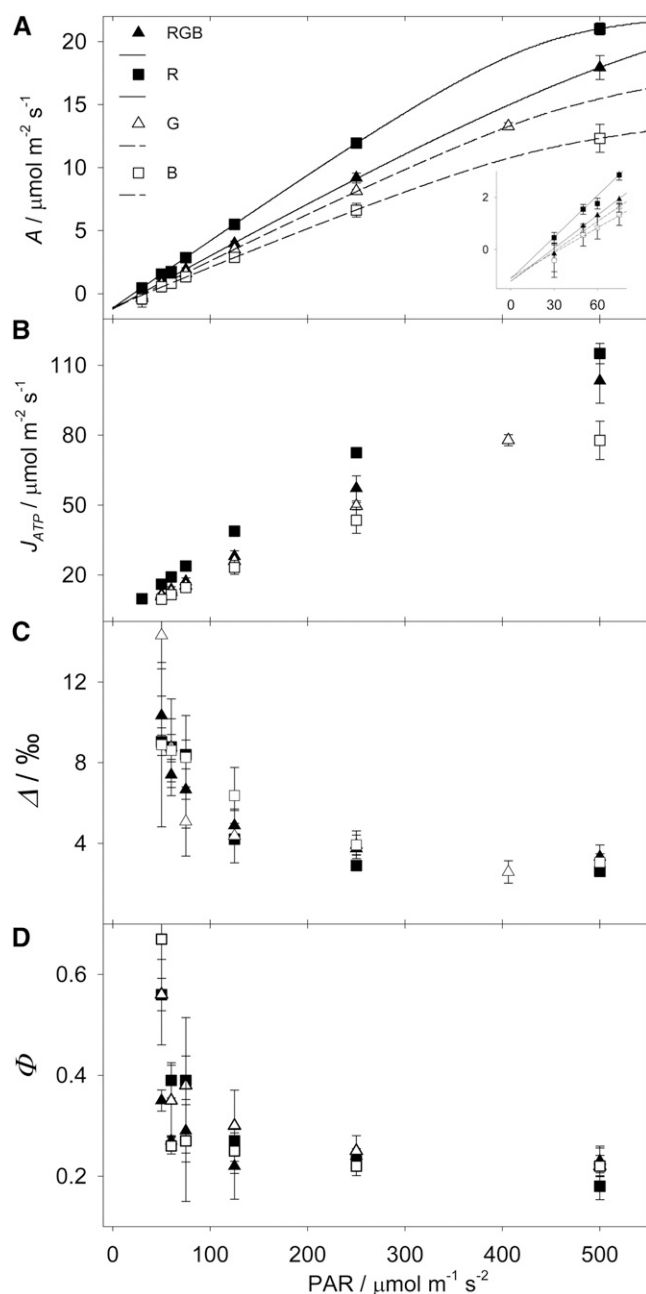 A
A / µmol m⁻² s⁻¹
20
15
10
5
0
RGB
R
G
B
2
0
0 30 60
B
J_ATP / µmol m⁻² s⁻¹
110
80
50
20
C
Δ / ‰
12
8
4
D
Φ
0.6
0.4
0.2
0 100 200 300 400 500
PAR / µmol m⁻¹ s⁻²